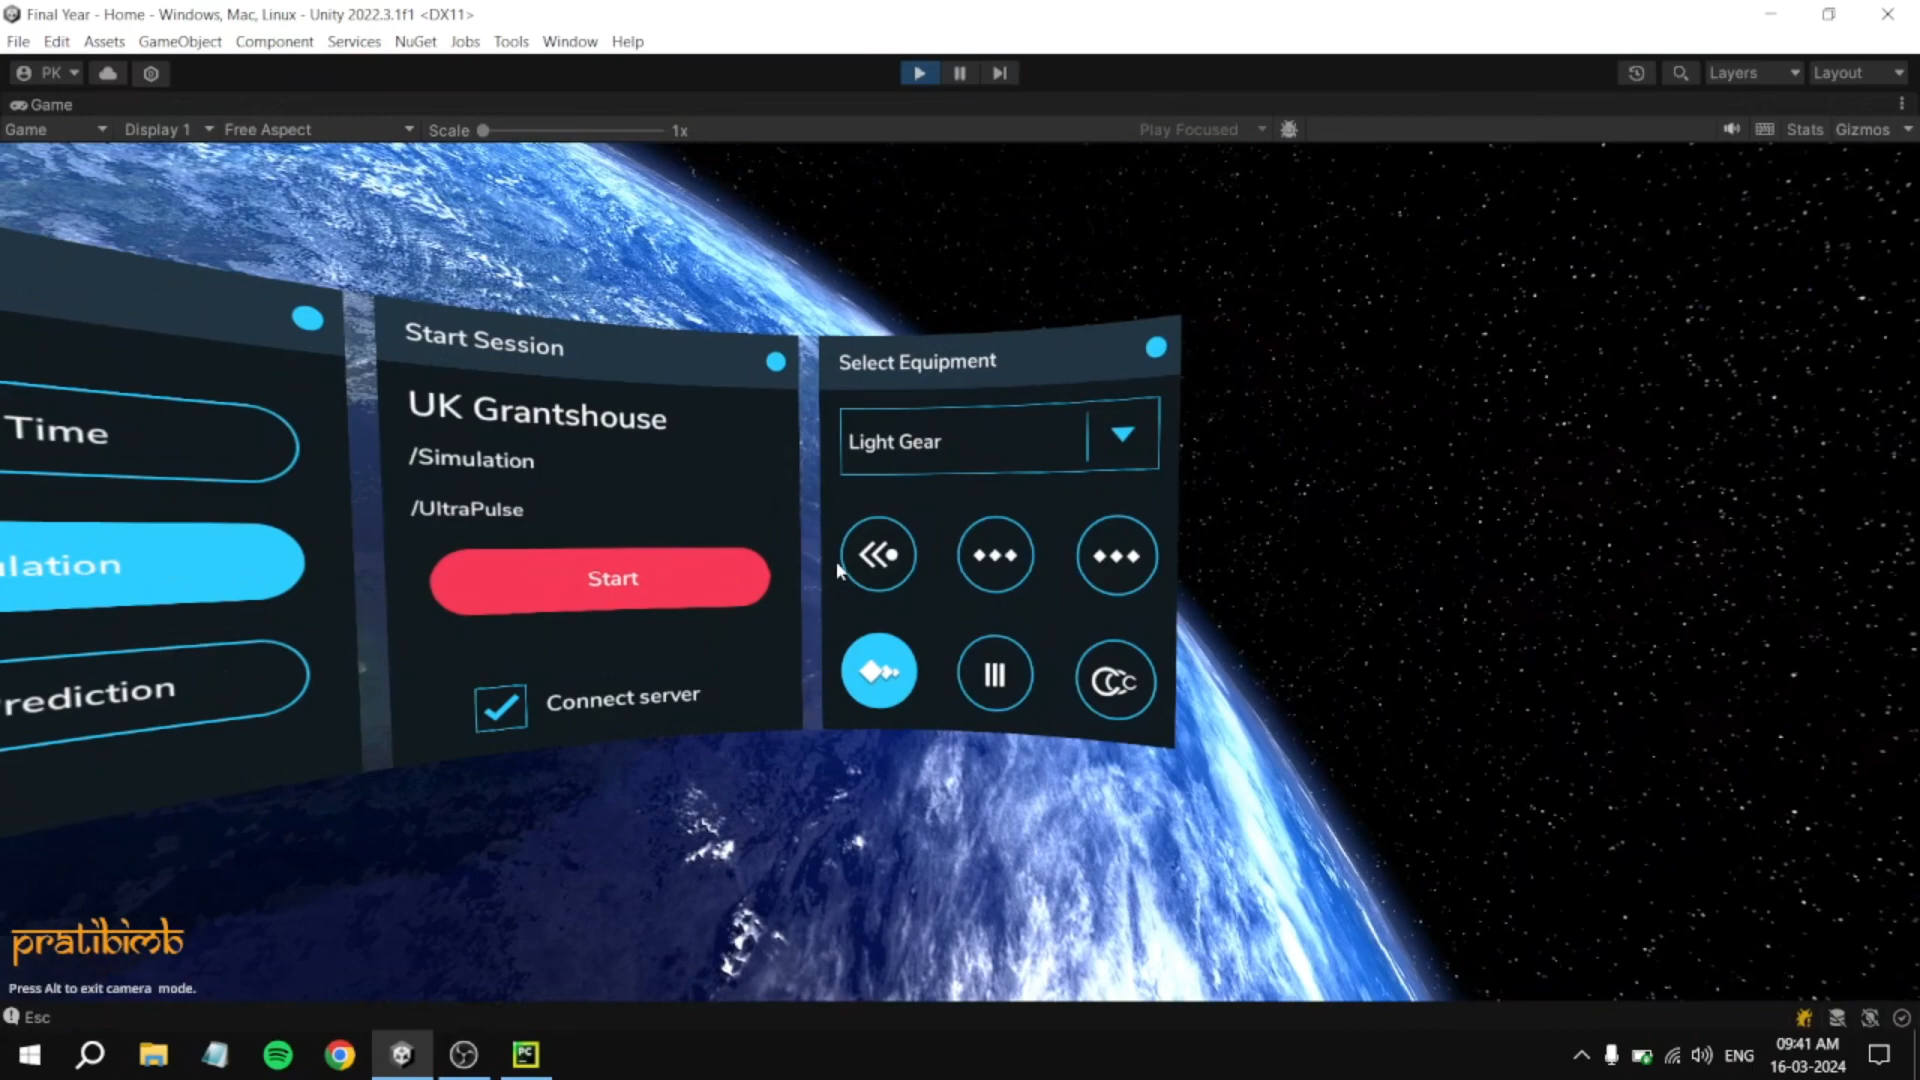 Final Year - Home - Windows, Mac, Linux - Unity 2022.3.1f1 <DX11>
File Edit Assets GameObject Component Services NuGet Jobs Tools Window Help
PK Layers Layout
Game
Game Display 1 Free Aspect Scale 1x Play Focused Stats Gizmos
Time
lation
rediction
Start Session
UK Grantshouse
/Simulation
/UltraPulse
Start
Connect server
Select Equipment
Light Gear
pratibimb
Press Alt to exit camera mode.
Esc
PC
ENG
09:41 AM
16-03-2024